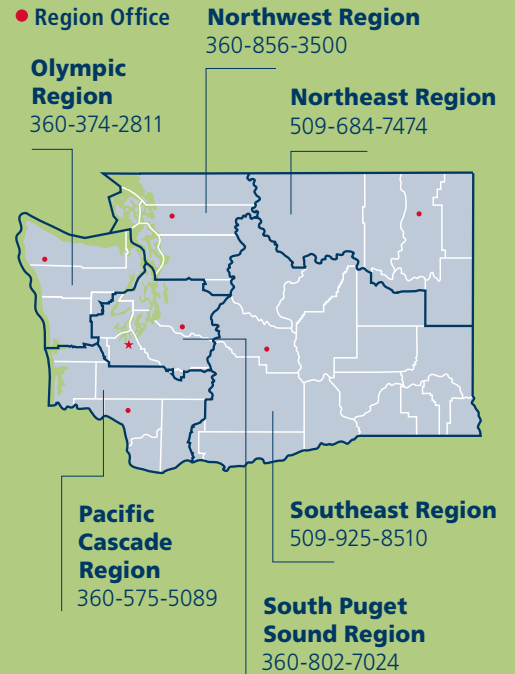 Region Office
Northwest Region
360-856-3500
Olympic
Region
360-374-2811
Northeast Region
509-684-7474
Pacific
Cascade
Region
360-575-5089
Southeast Region
509-925-8510
South Puget
Sound Region
360-802-7024